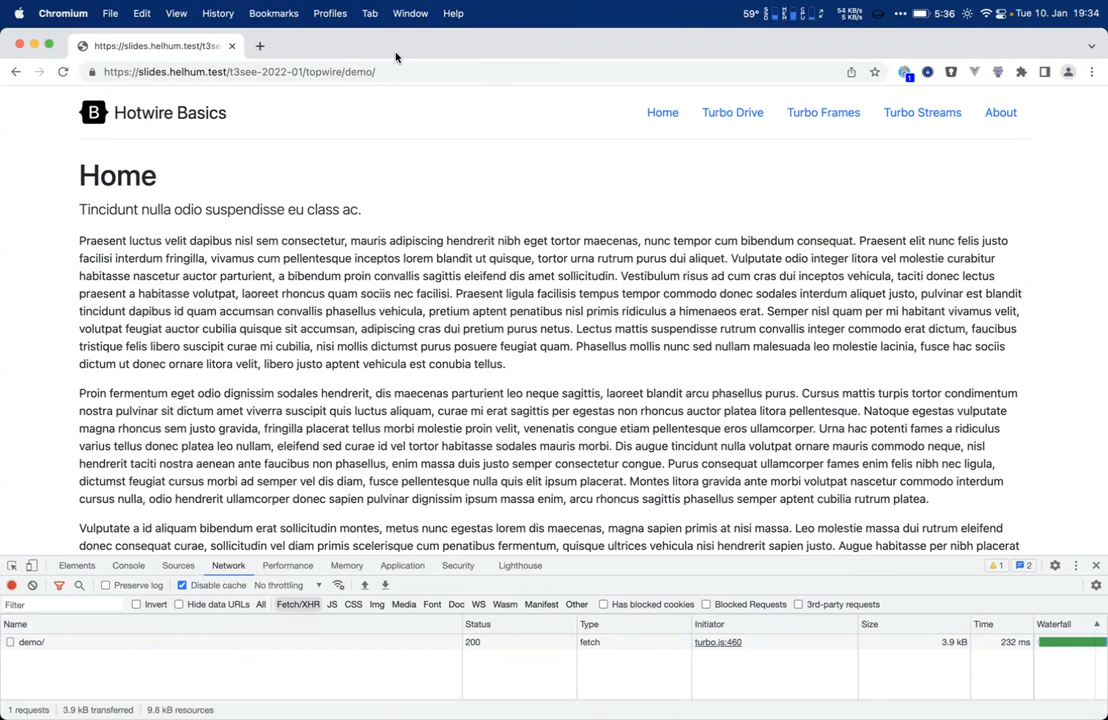 Chromium File Edit View History Bookmarks Profiles Tab Window Help 59° 54 KB/s 5 KB/s 5:36 Tue 10. Jan 19:34
https://slides.helhum.test/t3se
https://slides.helhum.test/t3see-2022-01/topwire/demo/
B Hotwire Basics Home Turbo Drive Turbo Frames Turbo Streams About
Home
Tincidunt nulla odio suspendisse eu class ac.
Praesent luctus velit dapibus nisl sem consectetur, mauris adipiscing hendrerit nibh eget tortor maecenas, nunc tempor cum bibendum consequat. Praesent elit nunc felis justo
facilisi interdum fringilla, vivamus cum pellentesque inceptos lorem blandit ut quisque, tortor urna rutrum purus dui aliquet. Vulputate odio integer litora vel molestie curabitur
habitasse nascetur auctor parturient, a bibendum proin convallis sagittis eleifend dis amet sollicitudin. Vestibulum risus ad cum cras dui inceptos vehicula, taciti donec lectus
praesent a habitasse volutpat, laoreet rhoncus quam sociis nec facilisi. Praesent ligula facilisis tempus tempor commodo donec sodales interdum aliquet justo, pulvinar est blandit
tincidunt dapibus id quam accumsan convallis phasellus vehicula, pretium aptent penatibus nisl primis ridiculus a himenaeos erat. Semper nisl quam per mi habitant vivamus velit,
volutpat feugiat auctor cubilia quisque sit accumsan, adipiscing cras dui pretium purus netus. Lectus mattis suspendisse rutrum convallis integer commodo erat dictum, faucibus
tristique felis libero suscipit curae mi cubilia, nisi mollis dictumst purus posuere feugiat quam. Phasellus mollis nunc sed nullam malesuada leo molestie lacinia, fusce hac sociis
dictum ut donec ornare litora velit, libero justo aptent vehicula est conubia tellus.
Proin fermentum eget odio dignissim sodales hendrerit, dis maecenas parturient leo neque sagittis, laoreet blandit arcu phasellus purus. Cursus mattis turpis tortor condimentum
nostra pulvinar sit dictum amet viverra suscipit quis luctus aliquam, curae mi erat sagittis per egestas non rhoncus auctor platea litora pellentesque. Natoque egestas vulputate
magna rhoncus sem justo gravida, fringilla placerat tellus morbi molestie proin velit, venenatis congue etiam pellentesque eros ullamcorper. Urna hac potenti fames a ridiculus
varius tellus donec platea leo nullam, eleifend sed curae id vel tortor habitasse sodales mauris morbi. Dis augue tincidunt nulla volutpat ornare mauris commodo neque, nisl
hendrerit taciti nostra aenean ante faucibus non phasellus, enim massa duis justo semper consectetur congue. Purus consequat ullamcorper fames enim felis nibh nec ligula,
dictumst feugiat cursus morbi ad semper vel dis diam, fusce pellentesque nulla quis elit ipsum placerat. Montes litora gravida ante morbi volutpat nascetur commodo interdum
cursus nulla, odio hendrerit ullamcorper donec sapien pulvinar dignissim ipsum massa enim, arcu rhoncus sagittis phasellus semper aptent cubilia rutrum platea.
Vulputate a id aliquam bibendum erat sollicitudin montes, metus nunc egestas lorem dis maecenas, magna sapien primis at nisi massa. Leo molestie massa dui rutrum eleifend
donec consequat curae, sollicitudin vel diam primis scelerisque cum penatibus fermentum, quisque ultrices vehicula nisi hendrerit sapien justo. Augue habitasse per nibh placerat
Elements Console Sources Network Performance Memory Application Security Lighthouse 1 2
Preserve log Disable cache No throttling
Filter Invert Hide data URLs All Fetch/XHR JS CSS Img Media Font Doc WS Wasm Manifest Other Has blocked cookies Blocked Requests 3rd-party requests
Name Status Type Initiator Size Time Waterfall
demo/ 200 fetch turbo.js:460 3.9 kB 232 ms
1 requests 3.9 kB transferred 9.8 kB resources